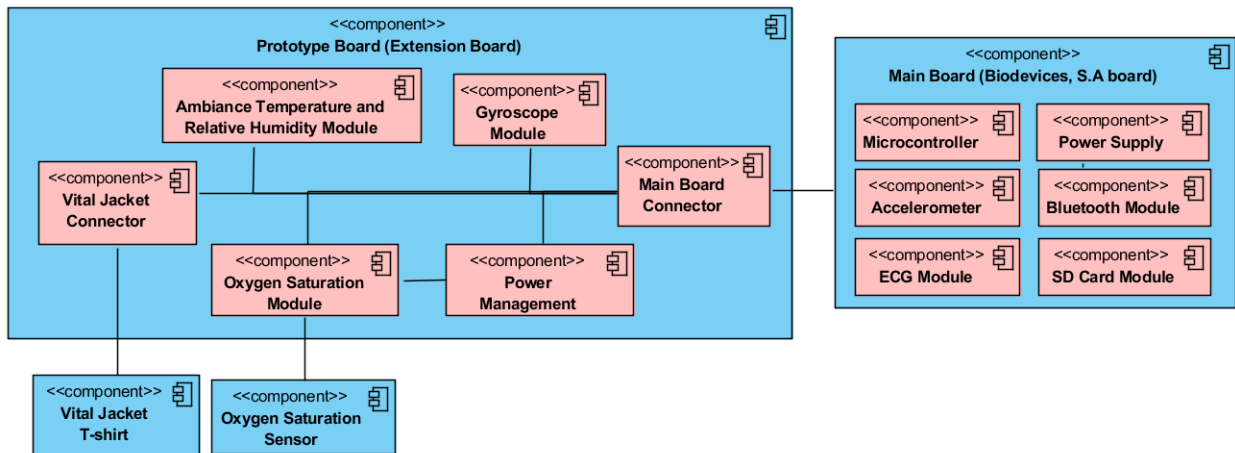 <<component>>
Prototype Board (Extension Board)
<<component>>
Ambiance Temperature and
Relative Humidity Module
<<component>>
Gyroscope
Module
<<component>>
Vital Jacket
Connector
<<component>>
Main Board
Connector
<<component>>
Oxygen Saturation
Module
<<component>>
Power
Management
<<component>>
Main Board (Biodevices, S.A board)
<<component>>
Microcontroller
<<component>>
Power Supply
<<component>>
Accelerometer
<<component>>
Bluetooth Module
<<component>>
ECG Module
<<component>>
SD Card Module
<<component>>
Vital Jacket
T-shirt
<<component>>
Oxygen Saturation
Sensor